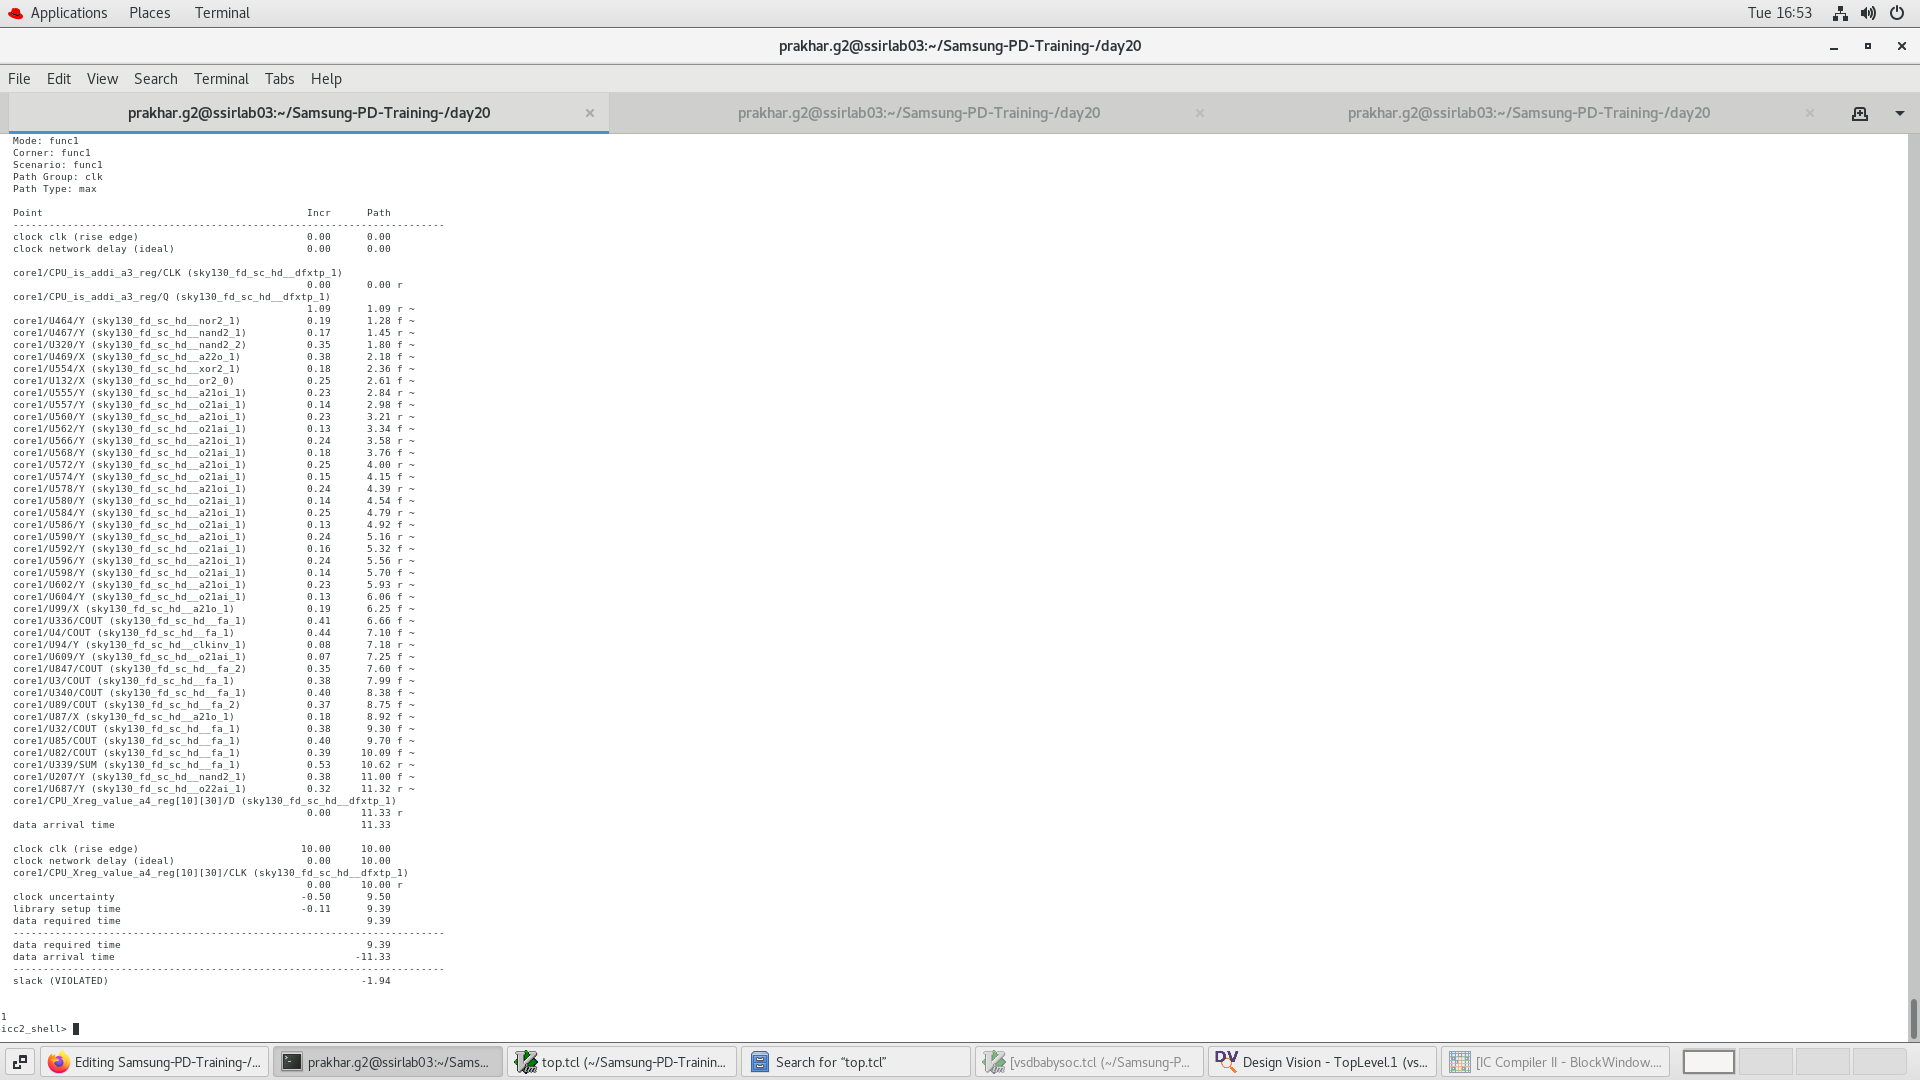 Applications Places Terminal Tue 16:53
prakhar.g2@ssirlab03:~/Samsung-PD-Training-/day20
File Edit View Search Terminal Tabs Help
prakhar.g2@ssirlab03:~/Samsung-PD-Training-/day20 × prakhar.g2@ssirlab03:~/Samsung-PD-Training-/day20 × prakhar.g2@ssirlab03:~/Samsung-PD-Training-/day20 ×
Mode: func1
Corner: func1
Scenario: func1
Path Group: clk
Path Type: max
Point Incr Path
------------------------------------------------------------------------
clock clk (rise edge) 0.00 0.00
clock network delay (ideal) 0.00 0.00
core1/CPU_is_addi_a3_reg/CLK (sky130_fd_sc_hd__dfxtp_1)
0.00 0.00 r
core1/CPU_is_addi_a3_reg/Q (sky130_fd_sc_hd__dfxtp_1)
1.09 1.09 r ~
core1/U464/Y (sky130_fd_sc_hd__nor2_1) 0.19 1.28 f ~
core1/U467/Y (sky130_fd_sc_hd__nand2_1) 0.17 1.45 r ~
core1/U320/Y (sky130_fd_sc_hd__nand2_2) 0.35 1.80 f ~
core1/U469/X (sky130_fd_sc_hd__a22o_1) 0.38 2.18 f ~
core1/U554/X (sky130_fd_sc_hd__xor2_1) 0.18 2.36 f ~
core1/U132/X (sky130_fd_sc_hd__or2_0) 0.25 2.61 f ~
core1/U555/Y (sky130_fd_sc_hd__a21oi_1) 0.23 2.84 r ~
core1/U557/Y (sky130_fd_sc_hd__o21ai_1) 0.14 2.98 f ~
core1/U560/Y (sky130_fd_sc_hd__a21oi_1) 0.23 3.21 r ~
core1/U562/Y (sky130_fd_sc_hd__o21ai_1) 0.13 3.34 f ~
core1/U566/Y (sky130_fd_sc_hd__a21oi_1) 0.24 3.58 r ~
core1/U568/Y (sky130_fd_sc_hd__o21ai_1) 0.18 3.76 f ~
core1/U572/Y (sky130_fd_sc_hd__a21oi_1) 0.25 4.00 r ~
core1/U574/Y (sky130_fd_sc_hd__o21ai_1) 0.15 4.15 f ~
core1/U578/Y (sky130_fd_sc_hd__a21oi_1) 0.24 4.39 r ~
core1/U580/Y (sky130_fd_sc_hd__o21ai_1) 0.14 4.54 f ~
core1/U584/Y (sky130_fd_sc_hd__a21oi_1) 0.25 4.79 r ~
core1/U586/Y (sky130_fd_sc_hd__o21ai_1) 0.13 4.92 f ~
core1/U590/Y (sky130_fd_sc_hd__a21oi_1) 0.24 5.16 r ~
core1/U592/Y (sky130_fd_sc_hd__o21ai_1) 0.16 5.32 f ~
core1/U596/Y (sky130_fd_sc_hd__a21oi_1) 0.24 5.56 r ~
core1/U598/Y (sky130_fd_sc_hd__o21ai_1) 0.14 5.70 f ~
core1/U602/Y (sky130_fd_sc_hd__a21oi_1) 0.23 5.93 r ~
core1/U604/Y (sky130_fd_sc_hd__o21ai_1) 0.13 6.06 f ~
core1/U99/X (sky130_fd_sc_hd__a21o_1) 0.19 6.25 f ~
core1/U336/COUT (sky130_fd_sc_hd__fa_1) 0.41 6.66 f ~
core1/U4/COUT (sky130_fd_sc_hd__fa_1) 0.44 7.10 f ~
core1/U94/Y (sky130_fd_sc_hd__clkinv_1) 0.08 7.18 r ~
core1/U609/Y (sky130_fd_sc_hd__o21ai_1) 0.07 7.25 f ~
core1/U847/COUT (sky130_fd_sc_hd__fa_2) 0.35 7.60 f ~
core1/U3/COUT (sky130_fd_sc_hd__fa_1) 0.38 7.99 f ~
core1/U340/COUT (sky130_fd_sc_hd__fa_1) 0.40 8.38 f ~
core1/U89/COUT (sky130_fd_sc_hd__fa_2) 0.37 8.75 f ~
core1/U87/X (sky130_fd_sc_hd__a21o_1) 0.18 8.92 f ~
core1/U32/COUT (sky130_fd_sc_hd__fa_1) 0.38 9.30 f ~
core1/U85/COUT (sky130_fd_sc_hd__fa_1) 0.40 9.70 f ~
core1/U82/COUT (sky130_fd_sc_hd__fa_1) 0.39 10.09 f ~
core1/U339/SUM (sky130_fd_sc_hd__fa_1) 0.53 10.62 r ~
core1/U207/Y (sky130_fd_sc_hd__nand2_1) 0.38 11.00 f ~
core1/U687/Y (sky130_fd_sc_hd__o22ai_1) 0.32 11.32 r ~
core1/CPU_Xreg_value_a4_reg[10][30]/D (sky130_fd_sc_hd__dfxtp_1)
0.00 11.33 r
data arrival time 11.33
clock clk (rise edge) 10.00 10.00
clock network delay (ideal) 0.00 10.00
core1/CPU_Xreg_value_a4_reg[10][30]/CLK (sky130_fd_sc_hd__dfxtp_1)
0.00 10.00 r
clock uncertainty -0.50 9.50
library setup time -0.11 9.39
data required time 9.39
------------------------------------------------------------------------
data required time 9.39
data arrival time -11.33
------------------------------------------------------------------------
slack (VIOLATED) -1.94
1
icc2_shell>
Editing Samsung-PD-Training-/... prakhar.g2@ssirlab03:~/Sams... top.tcl (~/Samsung-PD-Trainin... Search for “top.tcl” [vsdbabysoc.tcl (~/Samsung-P... Design Vision - TopLevel.1 (vs... [IC Compiler II - BlockWindow....